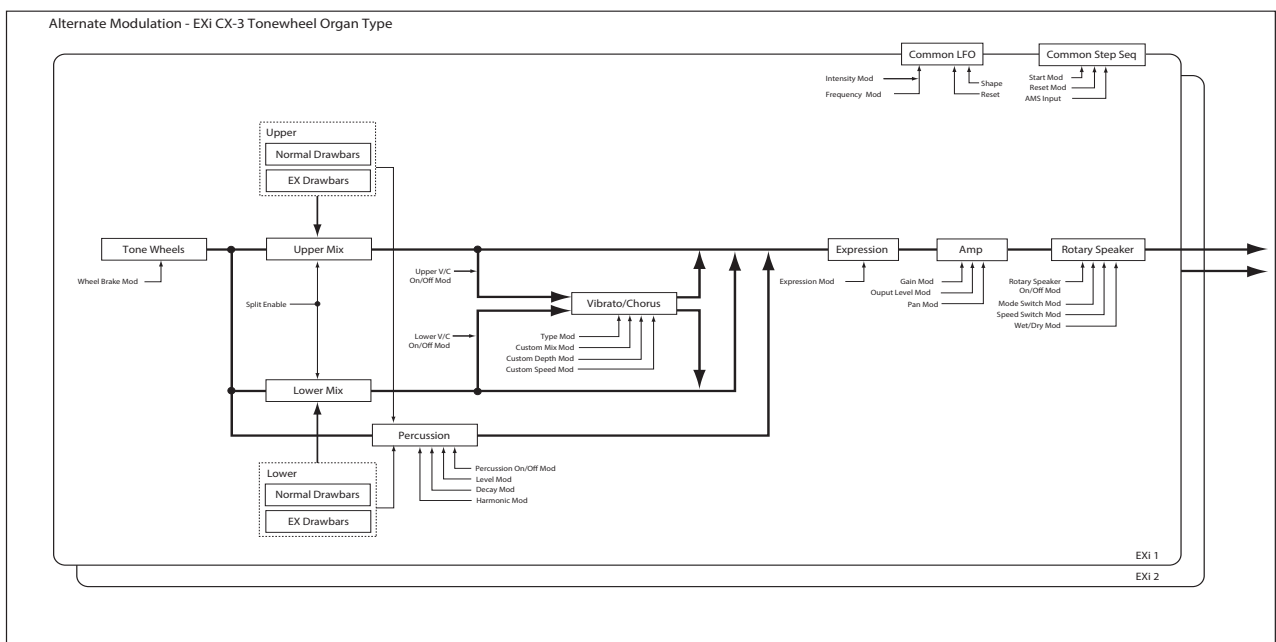 Alternate Modulation - EXi CX-3 Tonewheel Organ Type
Common LFO
Common Step Seq
Intensity Mod
Frequency Mod
Shape
Reset
Start Mod
Reset Mod
AMS Input
Upper
Normal Drawbars
EX Drawbars
Tone Wheels
Upper Mix
Expression
Amp
Rotary Speaker
Wheel Brake Mod
Upper V/C
On/Off Mod
Expression Mod
Gain Mod
Ouput Level Mod
Pan Mod
Rotary Speaker
On/Off Mod
Mode Switch Mod
Speed Switch Mod
Wet/Dry Mod
Split Enable
Vibrato/Chorus
Lower V/C
On/Off Mod
Type Mod
Custom Mix Mod
Custom Depth Mod
Custom Speed Mod
Lower Mix
Percussion
Percussion On/Off Mod
Level Mod
Decay Mod
Harmonic Mod
Lower
Normal Drawbars
EX Drawbars
EXi 1
EXi 2